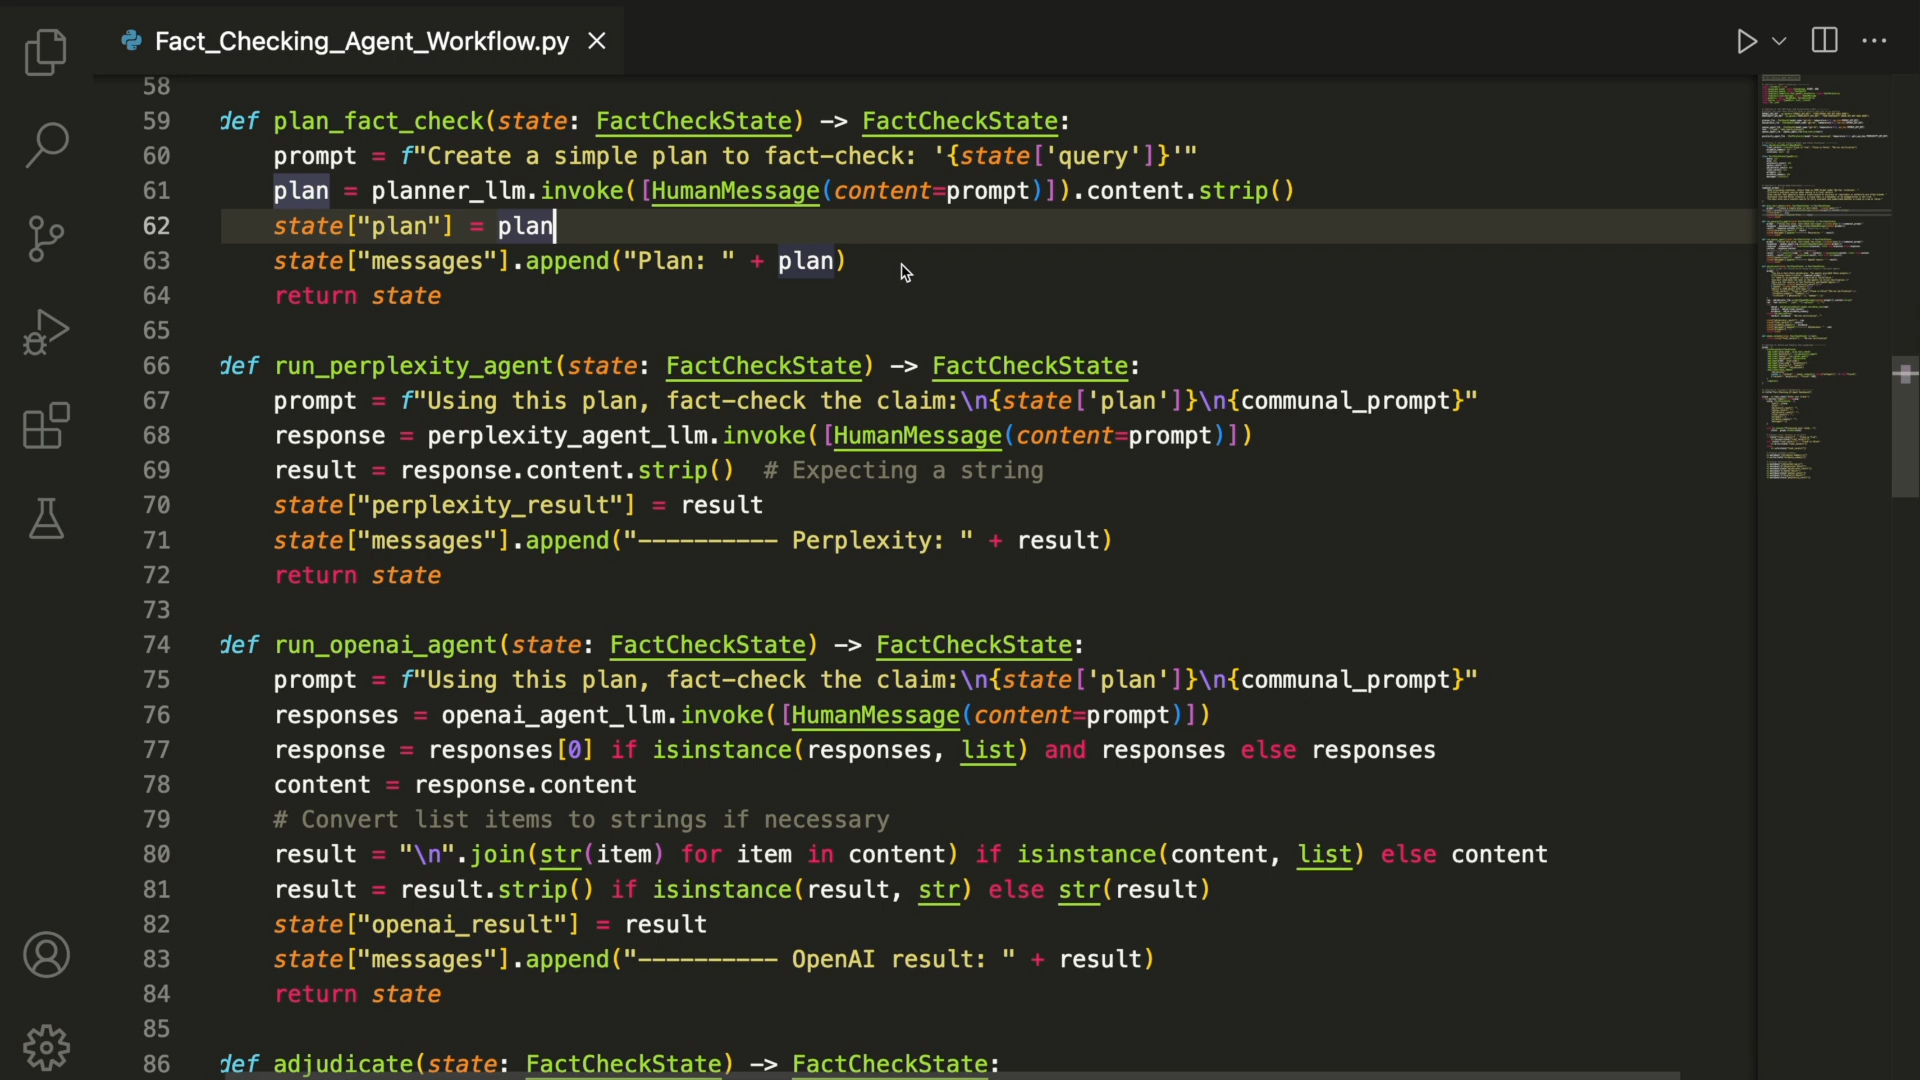 Fact_Checking_Agent_Workflow.py
58
59 def plan_fact_check(state: FactCheckState) -> FactCheckState:
60 prompt = f"Create a simple plan to fact-check: '{state['query']}'"
61 plan = planner_llm.invoke([HumanMessage(content=prompt)]).content.strip()
62 state["plan"] = plan
63 state["messages"].append("Plan: " + plan)
64 return state
65
66 def run_perplexity_agent(state: FactCheckState) -> FactCheckState:
67 prompt = f"Using this plan, fact-check the claim:\n{state['plan']}\n{communal_prompt}"
68 response = perplexity_agent_llm.invoke([HumanMessage(content=prompt)])
69 result = response.content.strip()  # Expecting a string
70 state["perplexity_result"] = result
71 state["messages"].append("---------- Perplexity: " + result)
72 return state
73
74 def run_openai_agent(state: FactCheckState) -> FactCheckState:
75 prompt = f"Using this plan, fact-check the claim:\n{state['plan']}\n{communal_prompt}"
76 responses = openai_agent_llm.invoke([HumanMessage(content=prompt)])
77 response = responses[0] if isinstance(responses, list) and responses else responses
78 content = response.content
79 # Convert list items to strings if necessary
80 result = "\n".join(str(item) for item in content) if isinstance(content, list) else content
81 result = result.strip() if isinstance(result, str) else str(result)
82 state["openai_result"] = result
83 state["messages"].append("---------- OpenAI result: " + result)
84 return state
85
86 def adjudicate(state: FactCheckState) -> FactCheckState: